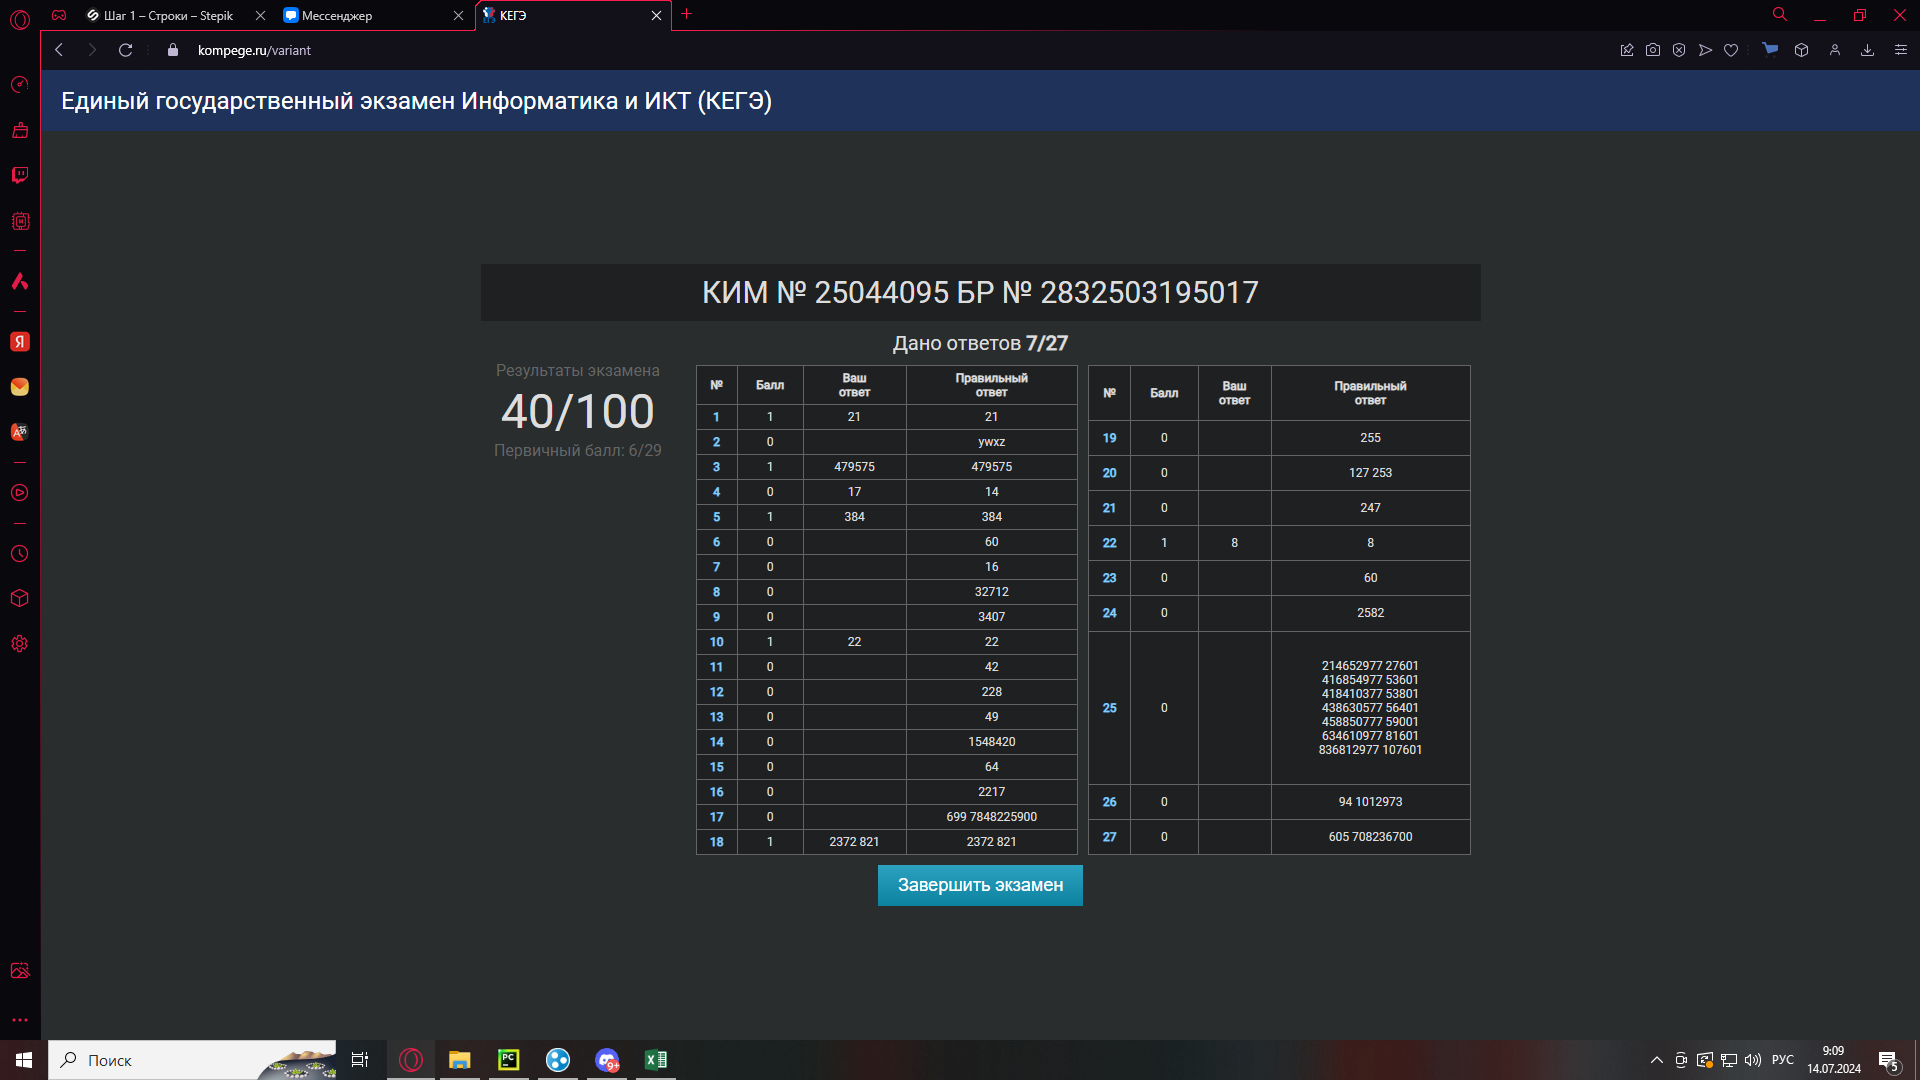 Шаг 1 – Строки – Stepik
Мессенджер
КЕГЭ
kompege.ru/variant
Единый государственный экзамен Информатика и ИКТ (КЕГЭ)
КИМ № 25044095 БР № 2832503195017
Дано ответов 7/27
Результаты экзамена
40/100
Первичный балл: 6/29
№ Балл Ваш ответ Правильный ответ
1 1 21 21
2 0 ywxz
3 1 479575 479575
4 0 17 14
5 1 384 384
6 0 60
7 0 16
8 0 32712
9 0 3407
10 1 22 22
11 0 42
12 0 228
13 0 49
14 0 1548420
15 0 64
16 0 2217
17 0 699 7848225900
18 1 2372 821 2372 821
№ Балл Ваш ответ Правильный ответ
19 0 255
20 0 127 253
21 0 247
22 1 8 8
23 0 60
24 0 2582
25 0
214652977 27601
416854977 53601
418410377 53801
438630577 56401
458850777 59001
634610977 81601
836812977 107601
26 0 94 1012973
27 0 605 708236700
Завершить экзамен
Поиск
PC
9+
РУС
9:09
14.07.2024
5